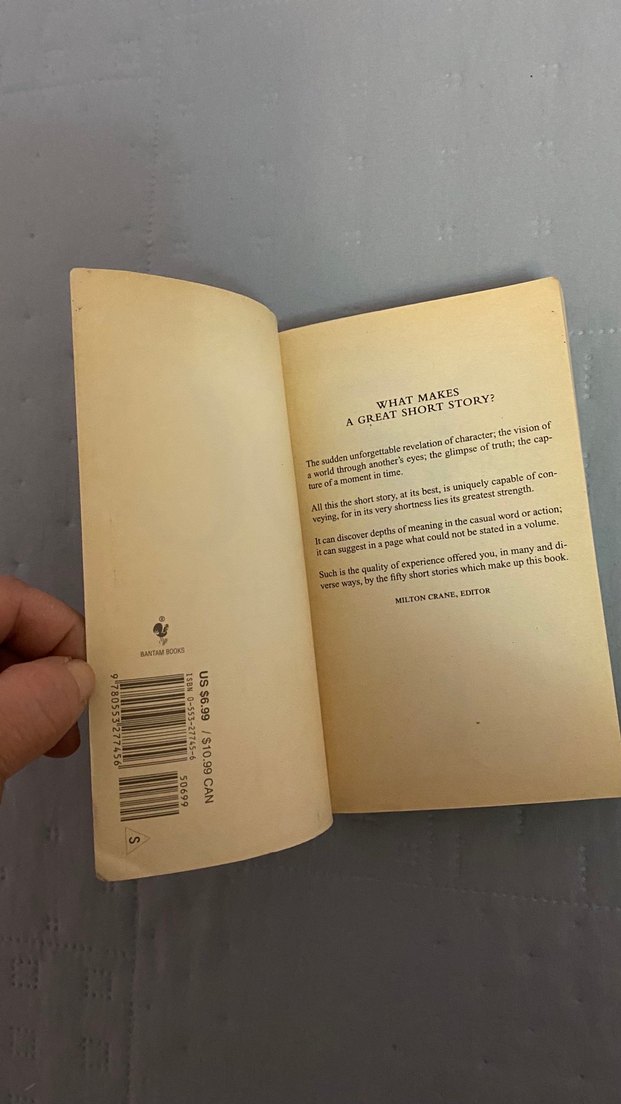 ®
BANTAM BOOKS
US $6.99 / $10.99 CAN
ISBN 0-553-27745-6
9 780553 277456
50699
S
WHAT MAKES
A GREAT SHORT STORY?
The sudden unforgettable revelation of character; the vision of
a world through another's eyes; the glimpse of truth; the cap-
ture of a moment in time.
All this the short story, at its best, is uniquely capable of con-
veying, for in its very shortness lies its greatest strength.
It can discover depths of meaning in the casual word or action;
it can suggest in a page what could not be stated in a volume.
Such is the quality of experience offered you, in many and di-
verse ways, by the fifty short stories which make up this book.
MILTON CRANE, EDITOR